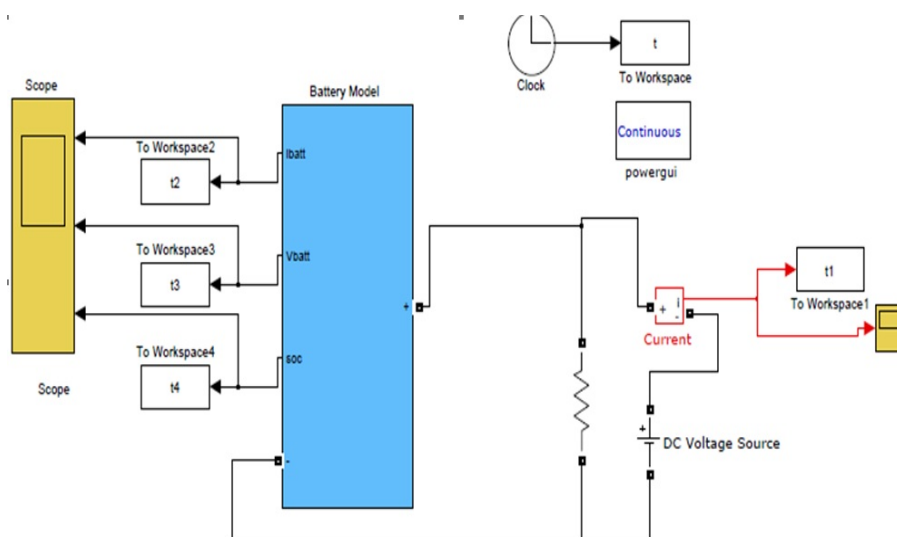 Clock
t
To Workspace
Continuous
powergui
Scope
Battery Model
To Workspace2
t2
Ibatt
To Workspace3
t3
Vbatt
To Workspace4
t4
soc
Scope
+
-
+
i
-
Current
t1
To Workspace1
+
DC Voltage Source